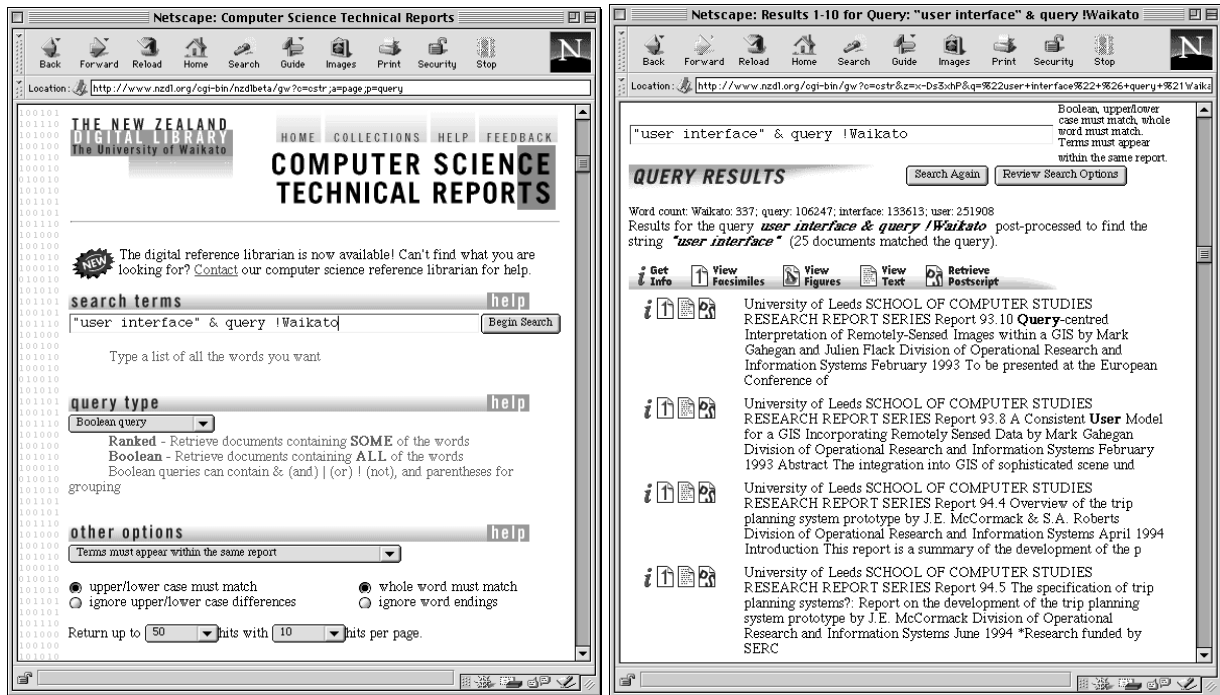 Netscape: Computer Science Technical Reports
Back Forward Reload Home Search Guide Images Print Security Stop
N
Location: http://www.nzdl.org/cgi-bin/nzdlbeta/gw?c=cstr;a=page;p=query
THE NEW ZEALAND
DIGITAL LIBRARY
The University of Waikato
HOME COLLECTIONS HELP FEEDBACK
COMPUTER SCIENCE
TECHNICAL REPORTS
NEW
The digital reference librarian is now available! Can't find what you are
looking for? Contact our computer science reference librarian for help.
search terms help
"user interface" & query !Waikato Begin Search
Type a list of all the words you want
query type help
Boolean query
Ranked - Retrieve documents containing SOME of the words
Boolean - Retrieve documents containing ALL of the words
Boolean queries can contain & (and) | (or) ! (not), and parentheses for
grouping
other options help
Terms must appear within the same report
upper/lower case must match whole word must match
ignore upper/lower case differences ignore word endings
Return up to 50 hits with 10 hits per page.
Netscape: Results 1-10 for Query: "user interface" & query !Waikato
Back Forward Reload Home Search Guide Images Print Security Stop
N
Location: http://www.nzdl.org/cgi-bin/nzdlbeta/gw?c=cstr&z=x-Ds3xhP&q=%22user+interface%22+%26+query+%21Waika
"user interface" & query !Waikato
Boolean, upper/lower
case must match, whole
word must match.
Terms must appear
within the same report.
QUERY RESULTS Search Again Review Search Options
Word count: Waikato: 337; query: 106247; interface: 133613; user: 251908
Results for the query user interface & query !Waikato post-processed to find the
string "user interface" (25 documents matched the query).
Get Info View Facsimiles View Figures View Text Retrieve Postscript
University of Leeds SCHOOL OF COMPUTER STUDIES
RESEARCH REPORT SERIES Report 93.10 Query-centred
Interpretation of Remotely-Sensed Images within a GIS by Mark
Gahegan and Julien Flack Division of Operational Research and
Information Systems February 1993 To be presented at the European
Conference of
University of Leeds SCHOOL OF COMPUTER STUDIES
RESEARCH REPORT SERIES Report 93.8 A Consistent User Model
for a GIS Incorporating Remotely Sensed Data by Mark Gahegan
Division of Operational Research and Information Systems February
1993 Abstract The integration into GIS of sophisticated scene und
University of Leeds SCHOOL OF COMPUTER STUDIES
RESEARCH REPORT SERIES Report 94.4 Overview of the trip
planning system prototype by J.E. McCormack & S.A. Roberts
Division of Operational Research and Information Systems April 1994
Introduction This report is a summary of the development of the p
University of Leeds SCHOOL OF COMPUTER STUDIES
RESEARCH REPORT SERIES Report 94.5 The specification of trip
planning systems?: Report on the development of the trip planning
system prototype by J.E. McCormack Division of Operational
Research and Information Systems June 1994 *Research funded by
SERC